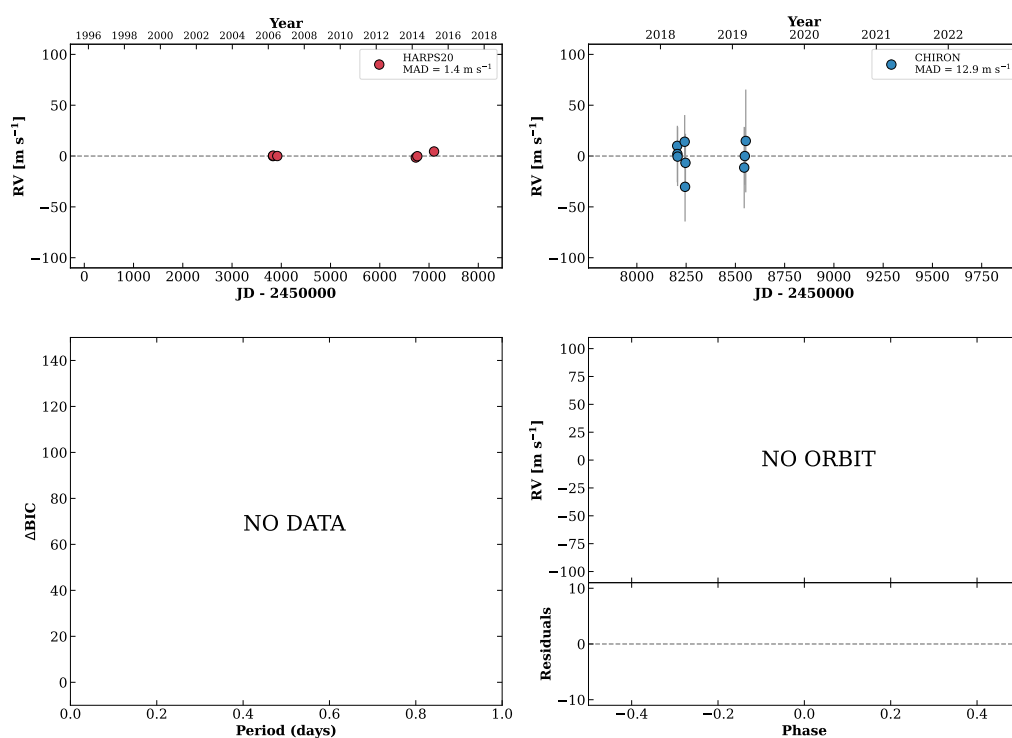 Year
1996 1998 2000 2002 2004 2006 2008 2010 2012 2014 2016 2018
HARPS20
MAD = 1.4 m s⁻¹
100
50
0
−50
−100
RV [m s⁻¹]
0 1000 2000 3000 4000 5000 6000 7000 8000
JD - 2450000
Year
2018 2019 2020 2021 2022
CHIRON
MAD = 12.9 m s⁻¹
100
50
0
−50
−100
RV [m s⁻¹]
8000 8250 8500 8750 9000 9250 9500 9750
JD - 2450000
140
120
100
80
60
40
20
0
ΔBIC
NO DATA
0.0 0.2 0.4 0.6 0.8 1.0
Period (days)
100
75
50
25
0
−25
−50
−75
−100
RV [m s⁻¹]
NO ORBIT
10
0
−10
Residuals
−0.4 −0.2 0.0 0.2 0.4
Phase